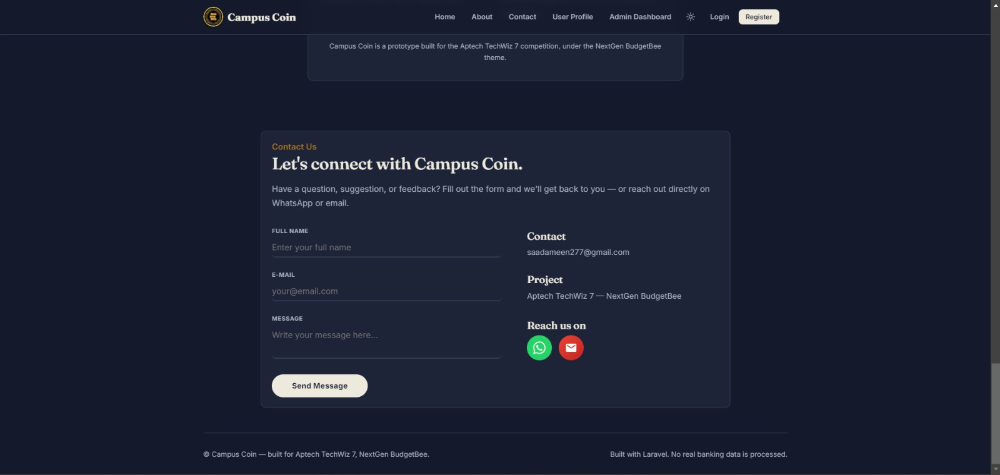 Campus Coin
Home
About
Contact
User Profile
Admin Dashboard
Login
Register
Campus Coin is a prototype built for the Aptech TechWiz 7 competition, under the NextGen BudgetBee
theme.
Contact Us
Let's connect with Campus Coin.
Have a question, suggestion, or feedback? Fill out the form and we'll get back to you — or reach out directly on
WhatsApp or email.
FULL NAME
Enter your full name
E-MAIL
your@email.com
MESSAGE
Write your message here...
Send Message
Contact
saadameen277@gmail.com
Project
Aptech TechWiz 7 — NextGen BudgetBee
Reach us on
© Campus Coin — built for Aptech TechWiz 7, NextGen BudgetBee.
Built with Laravel. No real banking data is processed.